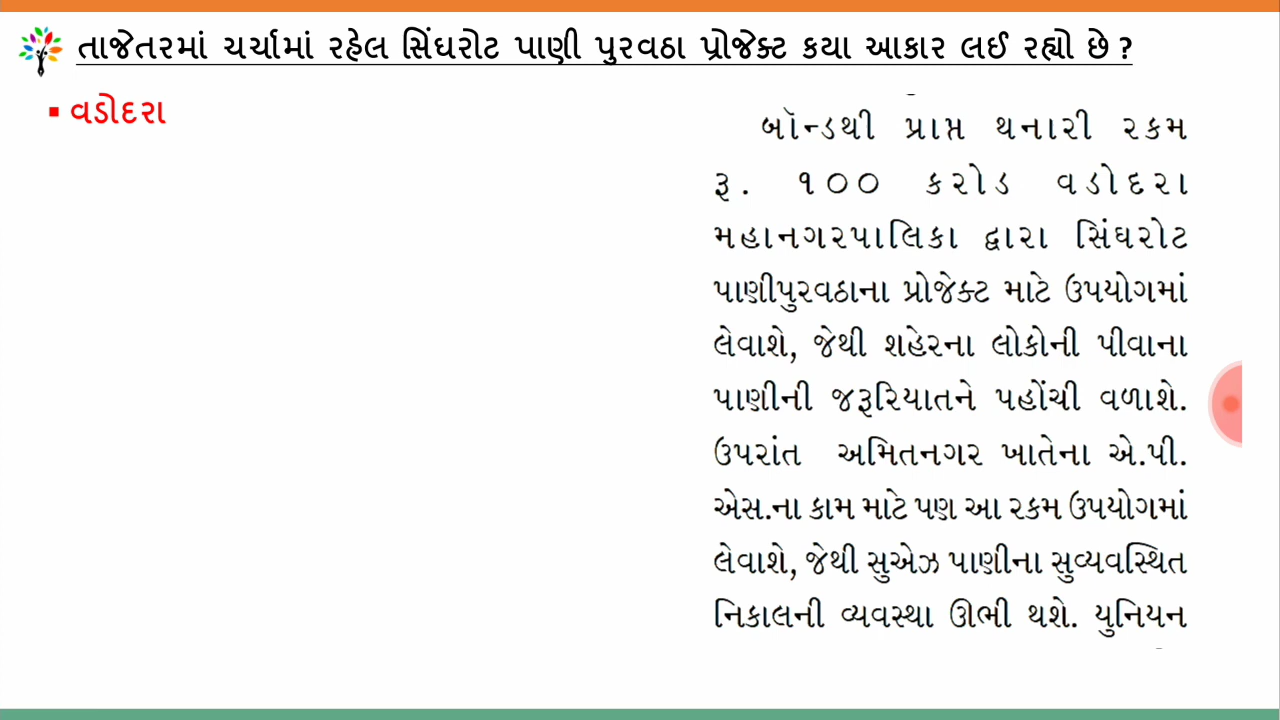 તાજેતરમાં ચર્ચામાં રહેલ સિંઘરોટ પાણી પુરવઠા પ્રોજેક્ટ કયા આકાર લઈ રહ્યો છે ?
▪ વડોદરા
બૉન્ડથી પ્રાપ્ત થનારી રકમ
રૂ. ૧૦૦ કરોડ વડોદરા
મહાનગરપાલિકા દ્વારા સિંઘરોટ
પાણીપુરવઠાના પ્રોજેક્ટ માટે ઉપયોગમાં
લેવાશે, જેથી શહેરના લોકોની પીવાના
પાણીની જરૂરિયાતને પહોંચી વળાશે.
ઉપરાંત અમિતનગર ખાતેના એ.પી.
એસ.ના કામ માટે પણ આ રકમ ઉપયોગમાં
લેવાશે, જેથી સુએઝ પાણીના સુવ્યવસ્થિત
નિકાલની વ્યવસ્થા ઊભી થશે. યુનિયન